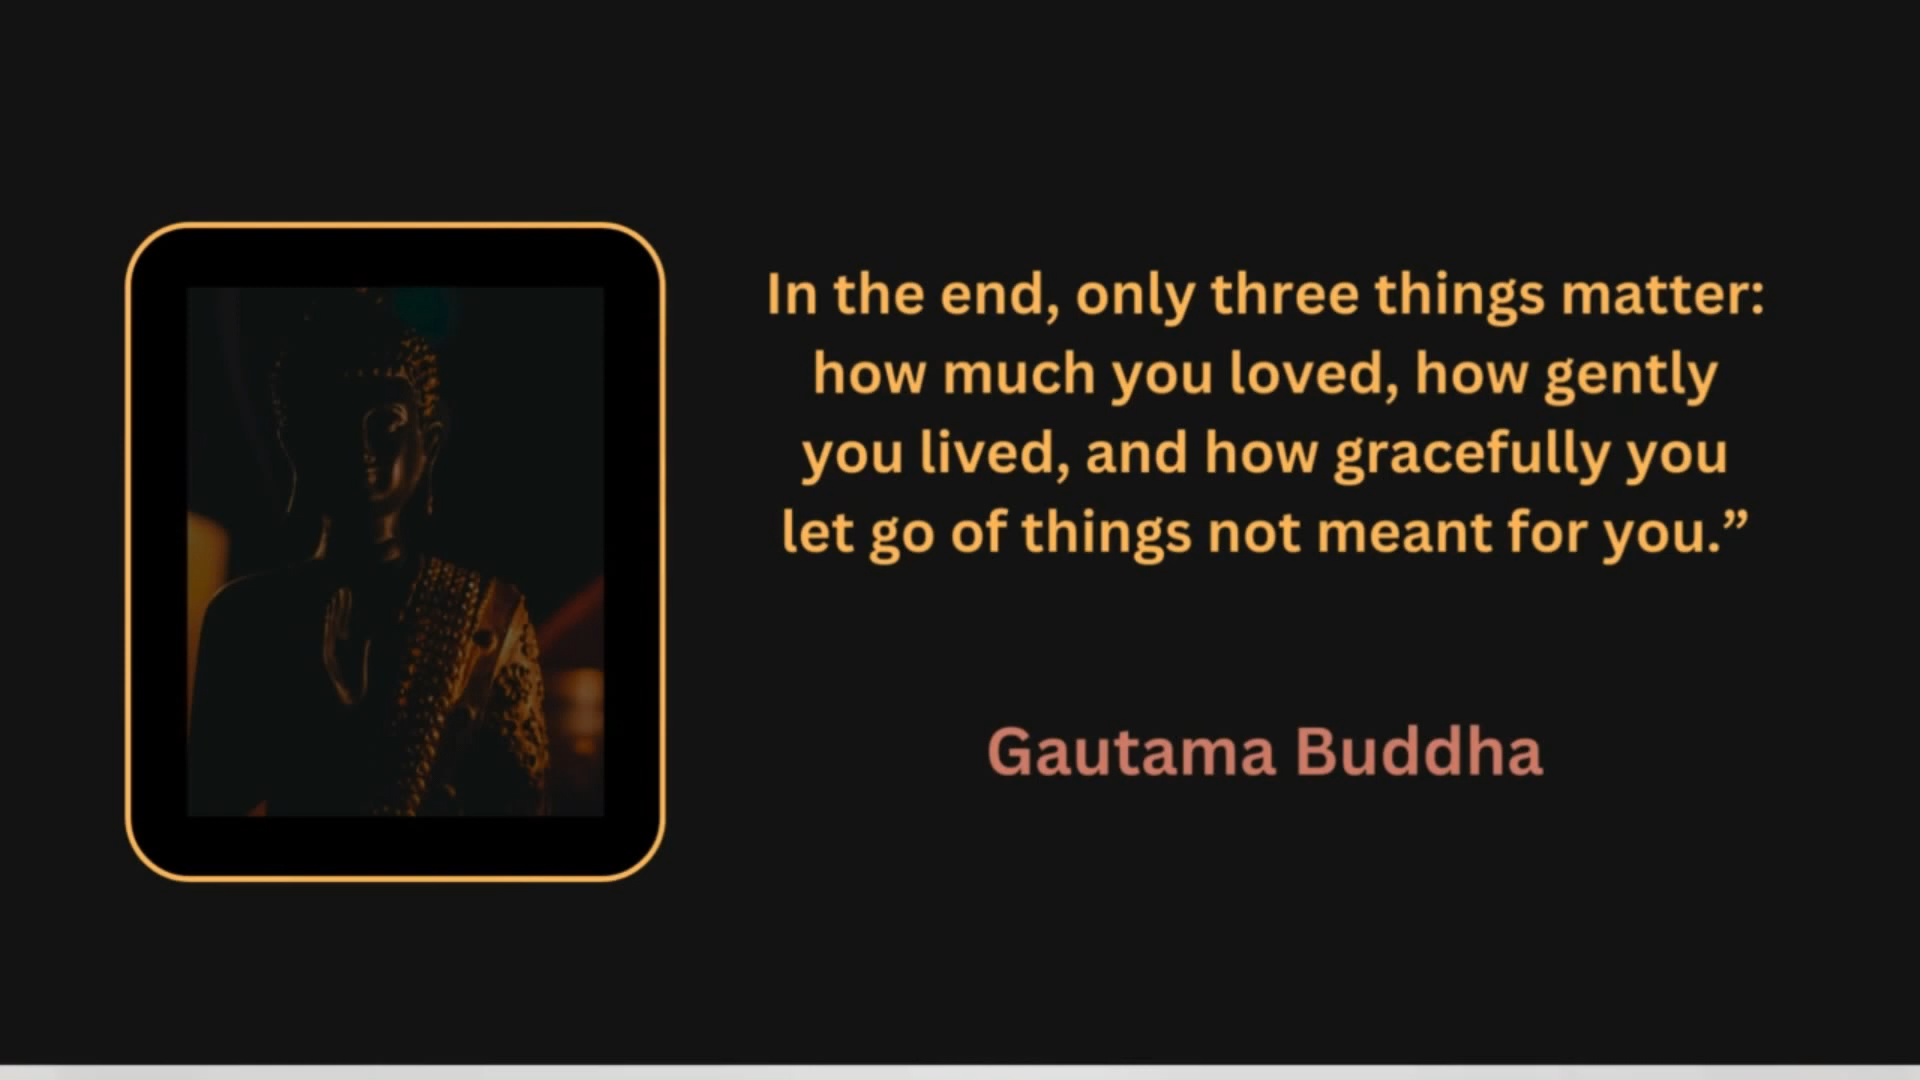 In the end, only three things matter:
how much you loved, how gently
you lived, and how gracefully you
let go of things not meant for you.”
Gautama Buddha